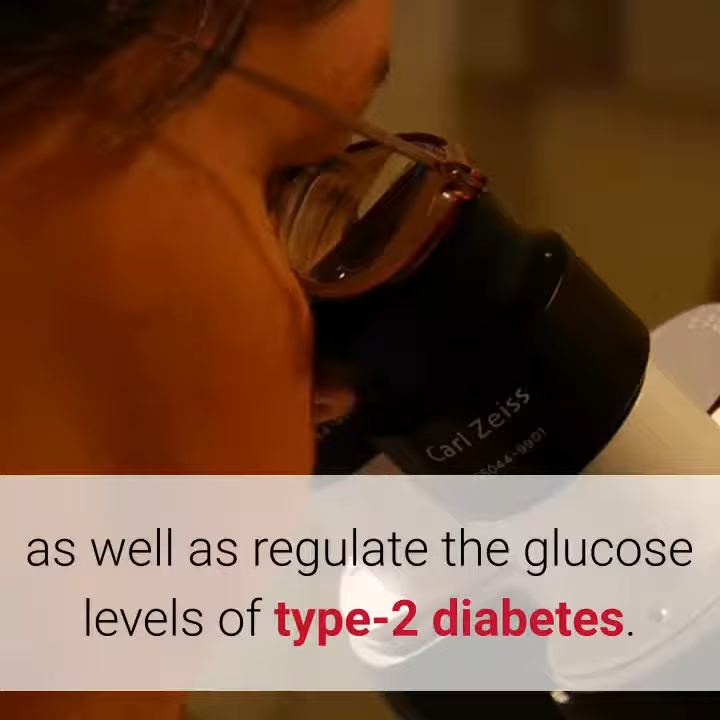 Carl Zeiss
as well as regulate the glucose
levels of type-2 diabetes.